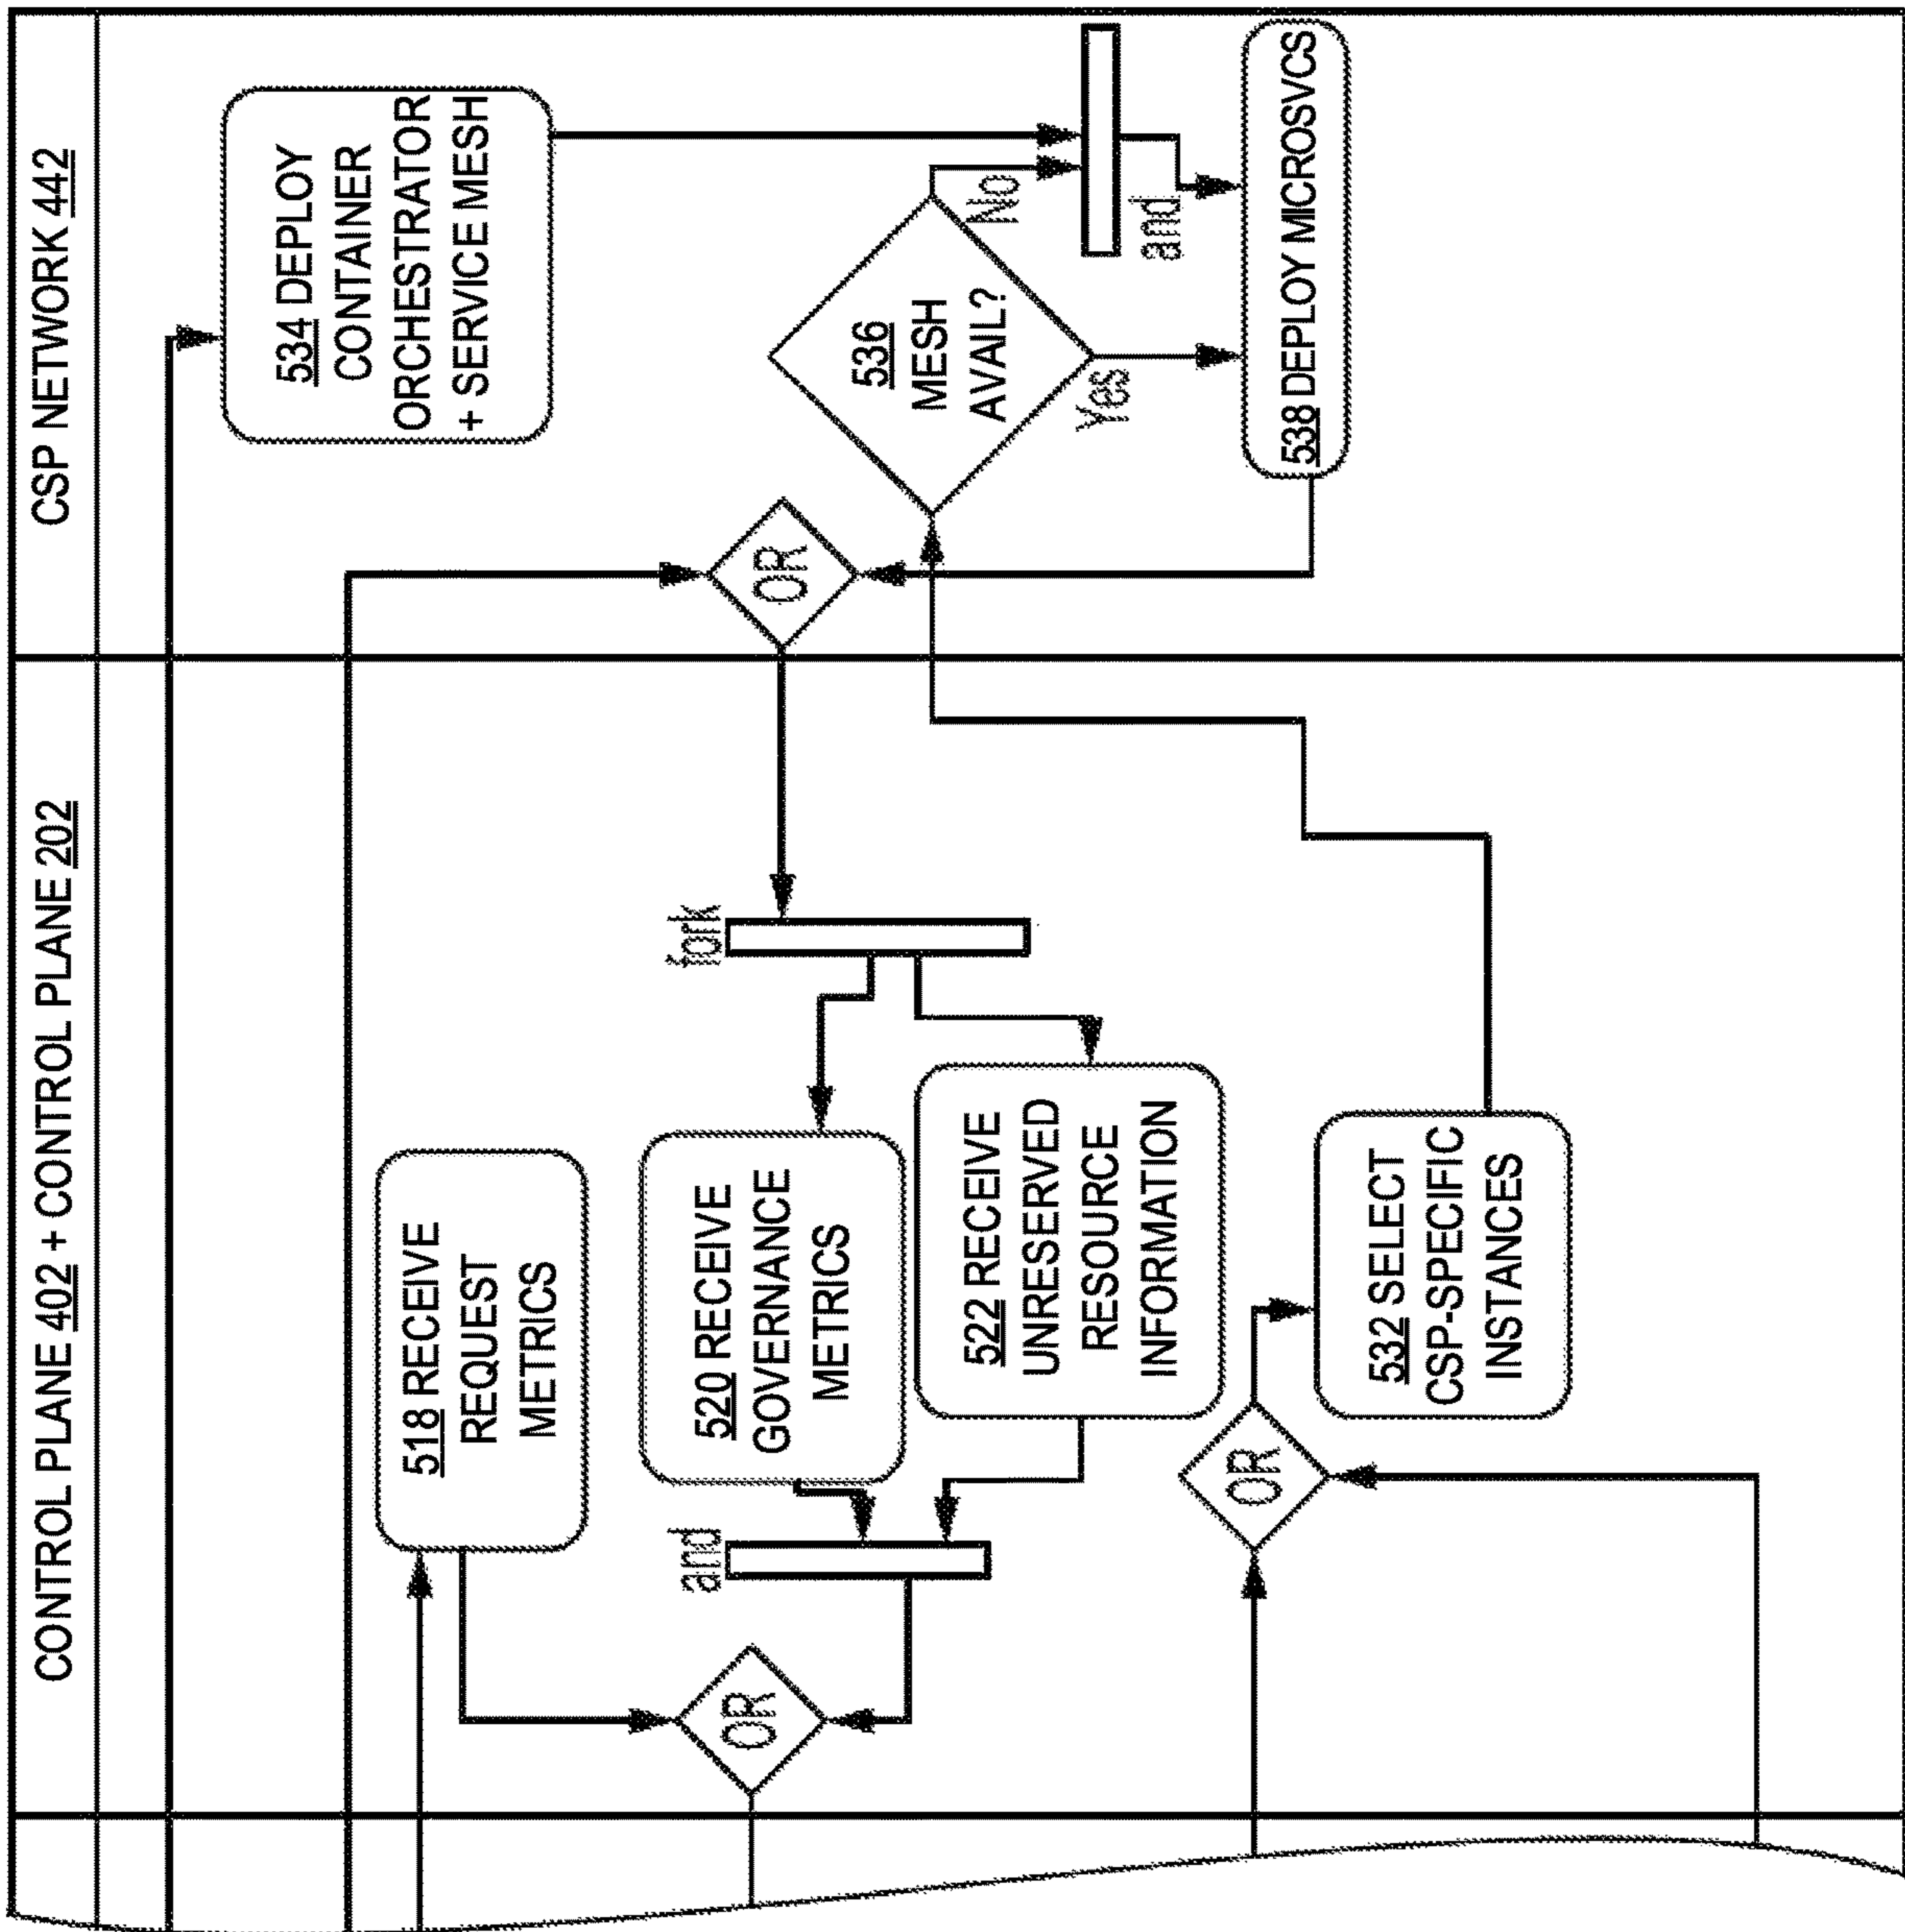 CONTROL PLANE 402 + CONTROL PLANE 202
CSP NETWORK 442
534 DEPLOY
CONTAINER
ORCHESTRATOR
+ SERVICE MESH
518 RECEIVE
REQUEST
METRICS
OR
fork
and
OR
520 RECEIVE
GOVERNANCE
METRICS
522 RECEIVE
UNRESERVED
RESOURCE
INFORMATION
536
MESH
AVAIL?
No
Yes
and
OR
532 SELECT
CSP-SPECIFIC
INSTANCES
538 DEPLOY MICROSVCS